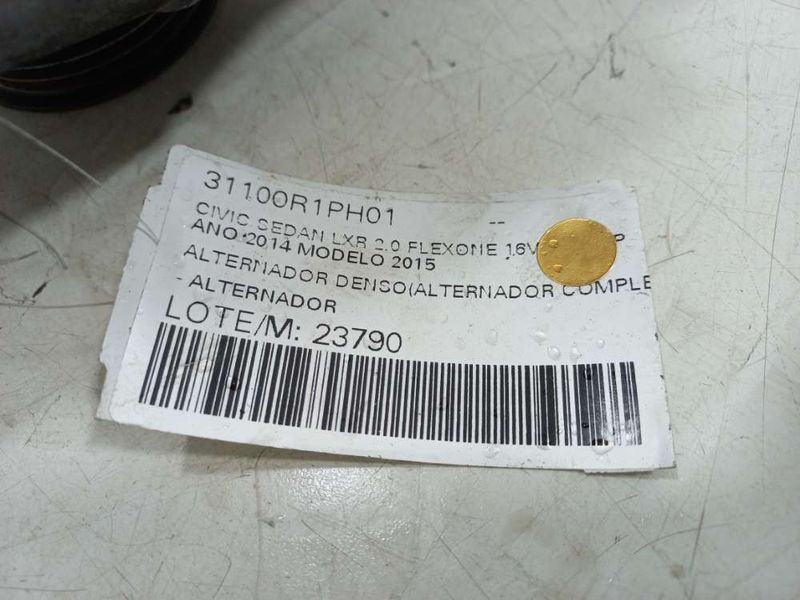 31100R1PH01 --
CIVIC SEDAN LXR 2.0 FLEXONE 16V P
ANO 2014 MODELO 2015
ALTERNADOR DENSO(ALTERNADOR COMPLE
- ALTERNADOR
LOTE/M: 23790